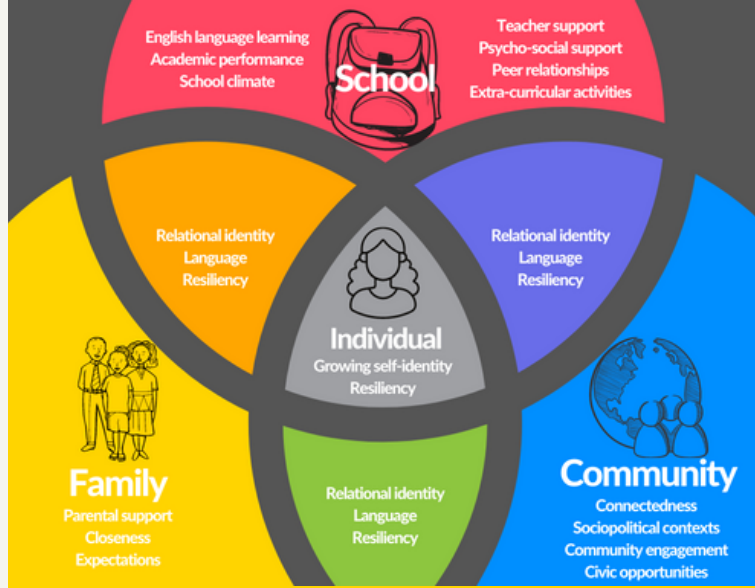 English language learning
Academic performance
School climate
School
Teacher support
Psycho-social support
Peer relationships
Extra-curricular activities
Relational identity
Language
Resiliency
Relational identity
Language
Resiliency
Individual
Growing self-identity
Resiliency
Family
Parental support
Closeness
Expectations
Relational identity
Language
Resiliency
Community
Connectedness
Sociopolitical contexts
Community engagement
Civic opportunities